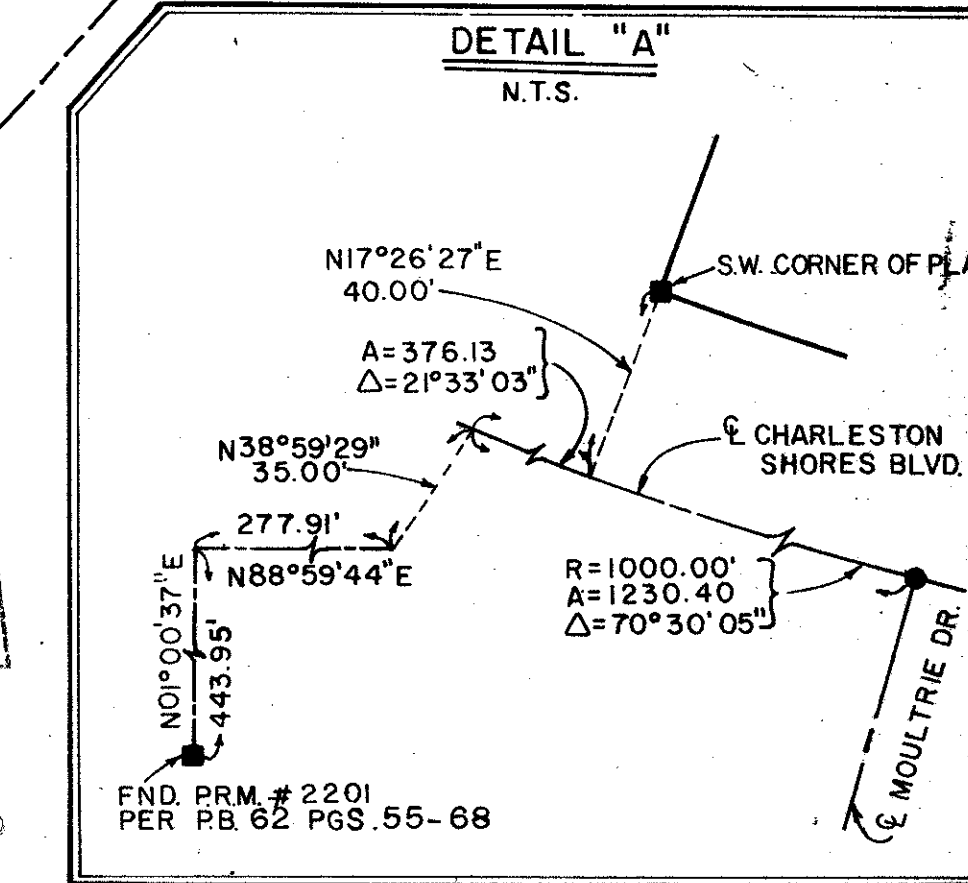 DETAIL "A"
N.T.S.
N17°26'27"E
40.00'
S.W. CORNER OF
A=376.13
Δ=21°33'03"
N38°59'29"
35.00'
℄ CHARLESTON
SHORES BLVD.
277.91'
N88°59'44"E
R=1000.00'
A=1230.40
Δ=70°30'05"
N01°00'37"E
443.95'
℄ MOULTRIE DR.
FND. P.R.M. # 2201
PER P.B. 62 PGS. 55-68